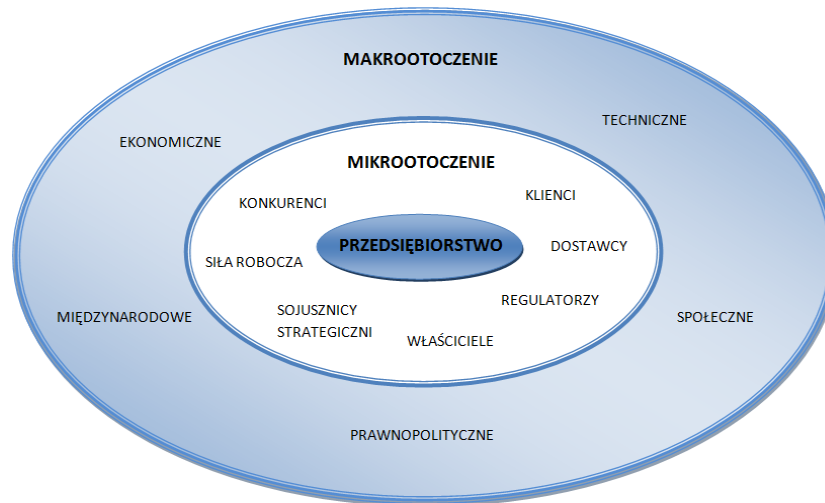 MAKROOTOCZENIE
TECHNICZNE
EKONOMICZNE
MIKROOTOCZENIE
KLIENCI
KONKURENCI
PRZEDSIĘBIORSTWO
DOSTAWCY
SIŁA ROBOCZA
REGULATORZY
SOJUSZNICY
STRATEGICZNI
WŁAŚCICIELE
MIĘDZYNARODOWE
SPOŁECZNE
PRAWNOPOLITYCZNE